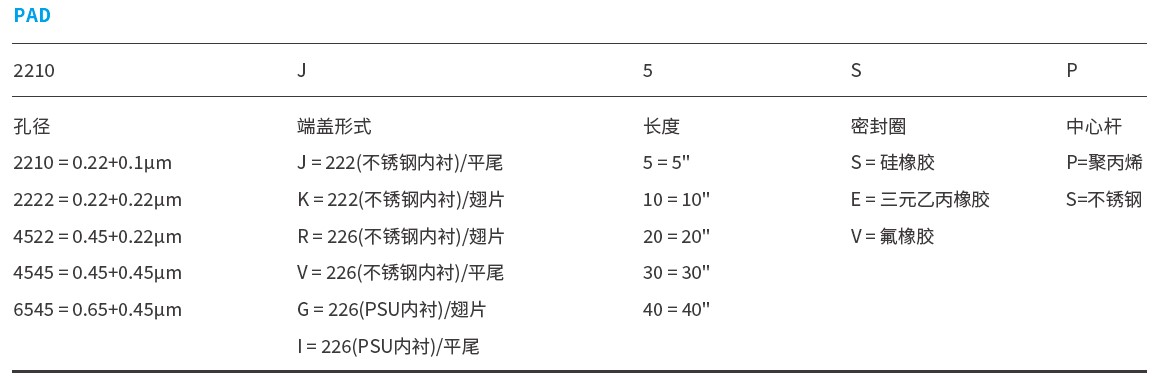 PAD
2210 J 5 S P
孔径 端盖形式 长度 密封圈 中心杆
2210 = 0.22+0.1μm J = 222(不锈钢内衬)/平尾 5 = 5" S = 硅橡胶 P=聚丙烯
2222 = 0.22+0.22μm K = 222(不锈钢内衬)/翅片 10 = 10" E = 三元乙丙橡胶 S=不锈钢
4522 = 0.45+0.22μm R = 226(不锈钢内衬)/翅片 20 = 20" V = 氟橡胶
4545 = 0.45+0.45μm V = 226(不锈钢内衬)/平尾 30 = 30"
6545 = 0.65+0.45μm G = 226(PSU内衬)/翅片 40 = 40"
I = 226(PSU内衬)/平尾